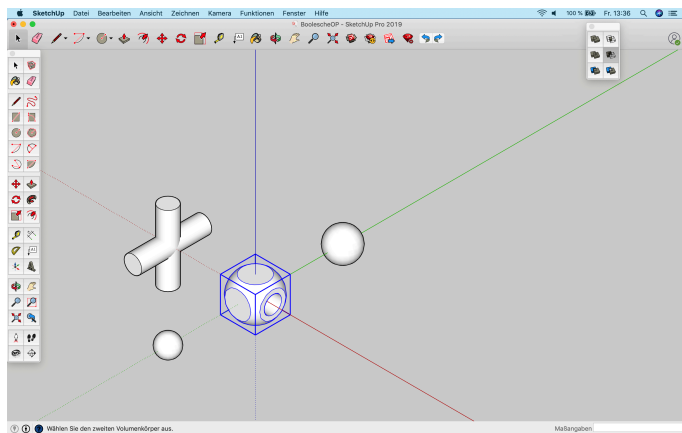 SketchUp Datei Bearbeiten Ansicht Zeichnen Kamera Funktionen Fenster Hilfe 100 % Fr. 13:36
BoolescheOP - SketchUp Pro 2019
Wählen Sie den zweiten Volumenkörper aus. Maßangaben